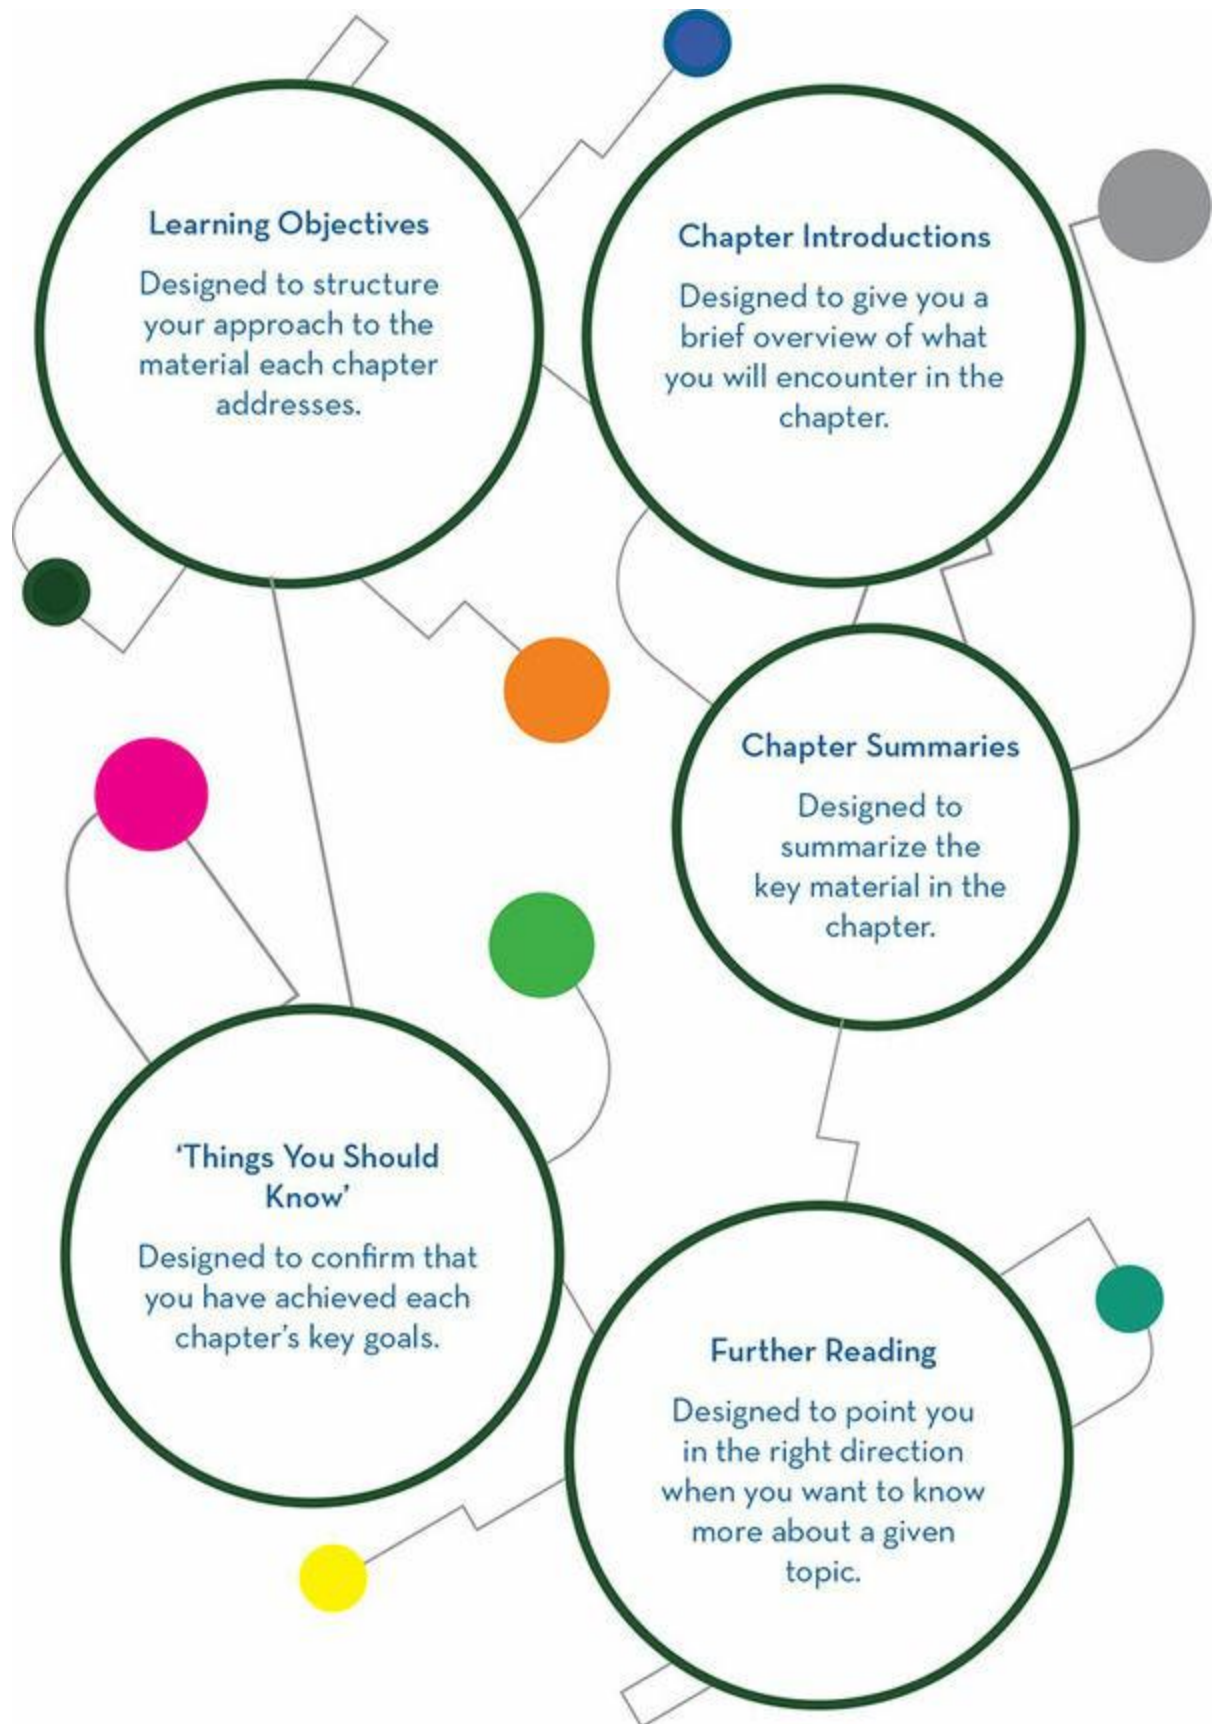 Learning Objectives
Designed to structure
your approach to the
material each chapter
addresses.
Chapter Introductions
Designed to give you a
brief overview of what
you will encounter in the
chapter.
Chapter Summaries
Designed to
summarize the
key material in the
chapter.
‘Things You Should
Know’
Designed to confirm that
you have achieved each
chapter’s key goals.
Further Reading
Designed to point you
in the right direction
when you want to know
more about a given
topic.